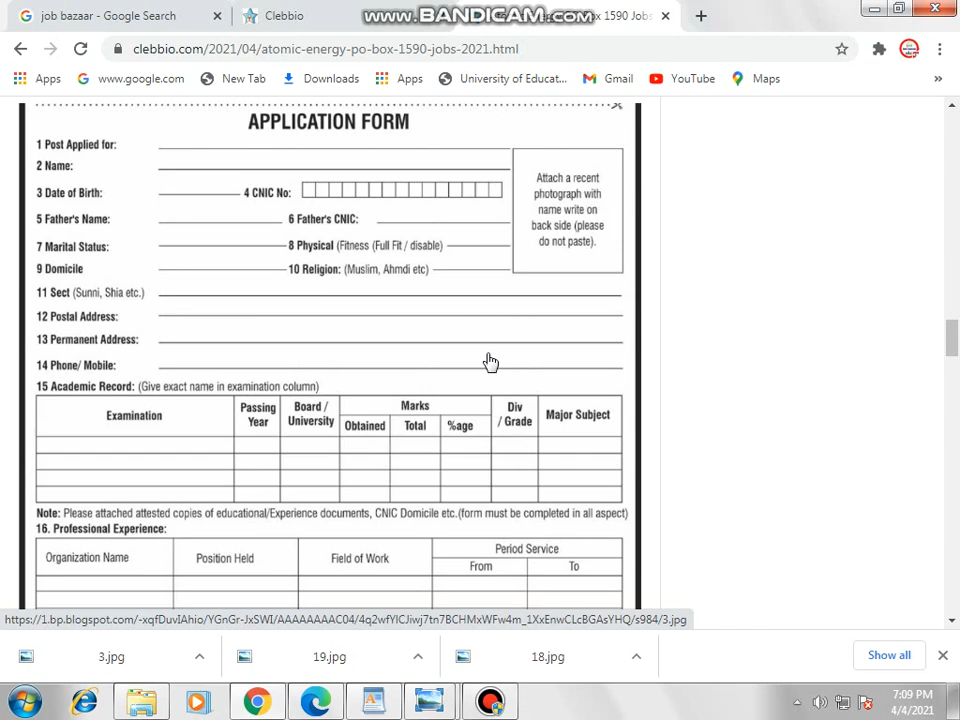 job bazaar - Google Search
Clebbio
www.BANDICAM.com
ox 1590 Jobs
clebbio.com/2021/04/atomic-energy-po-box-1590-jobs-2021.html
Apps
www.google.com
New Tab
Downloads
Apps
University of Educat...
Gmail
YouTube
Maps
»
APPLICATION FORM
1 Post Applied for:
2 Name:
3 Date of Birth:
4 CNIC No:
5 Father's Name:
6 Father's CNIC:
7 Marital Status:
8 Physical (Fitness (Full Fit / disable)
9 Domicile
10 Religion: (Muslim, Ahmdi etc)
11 Sect (Sunni, Shia etc.)
12 Postal Address:
13 Permanent Address:
14 Phone/ Mobile:
Attach a recent
photograph with
name write on
back side (please
do not paste).
15 Academic Record: (Give exact name in examination column)
Examination
Passing
Year
Board /
University
Marks
Obtained
Total
%age
Div
/ Grade
Major Subject
Note: Please attached attested copies of educational/Experience documents, CNIC Domicile etc.(form must be completed in all aspect)
16. Professional Experience:
Organization Name
Position Held
Field of Work
Period Service
From
To
https://1.bp.blogspot.com/-xqfDuvIAhio/YGnGr-JxSWI/AAAAAAAAC04/4q2wfYlCJiwj7tn7BCHMxWFw4m_1XxEnwCLcBGAsYHQ/s984/3.jpg
3.jpg
19.jpg
18.jpg
Show all
7:09 PM
4/4/2021